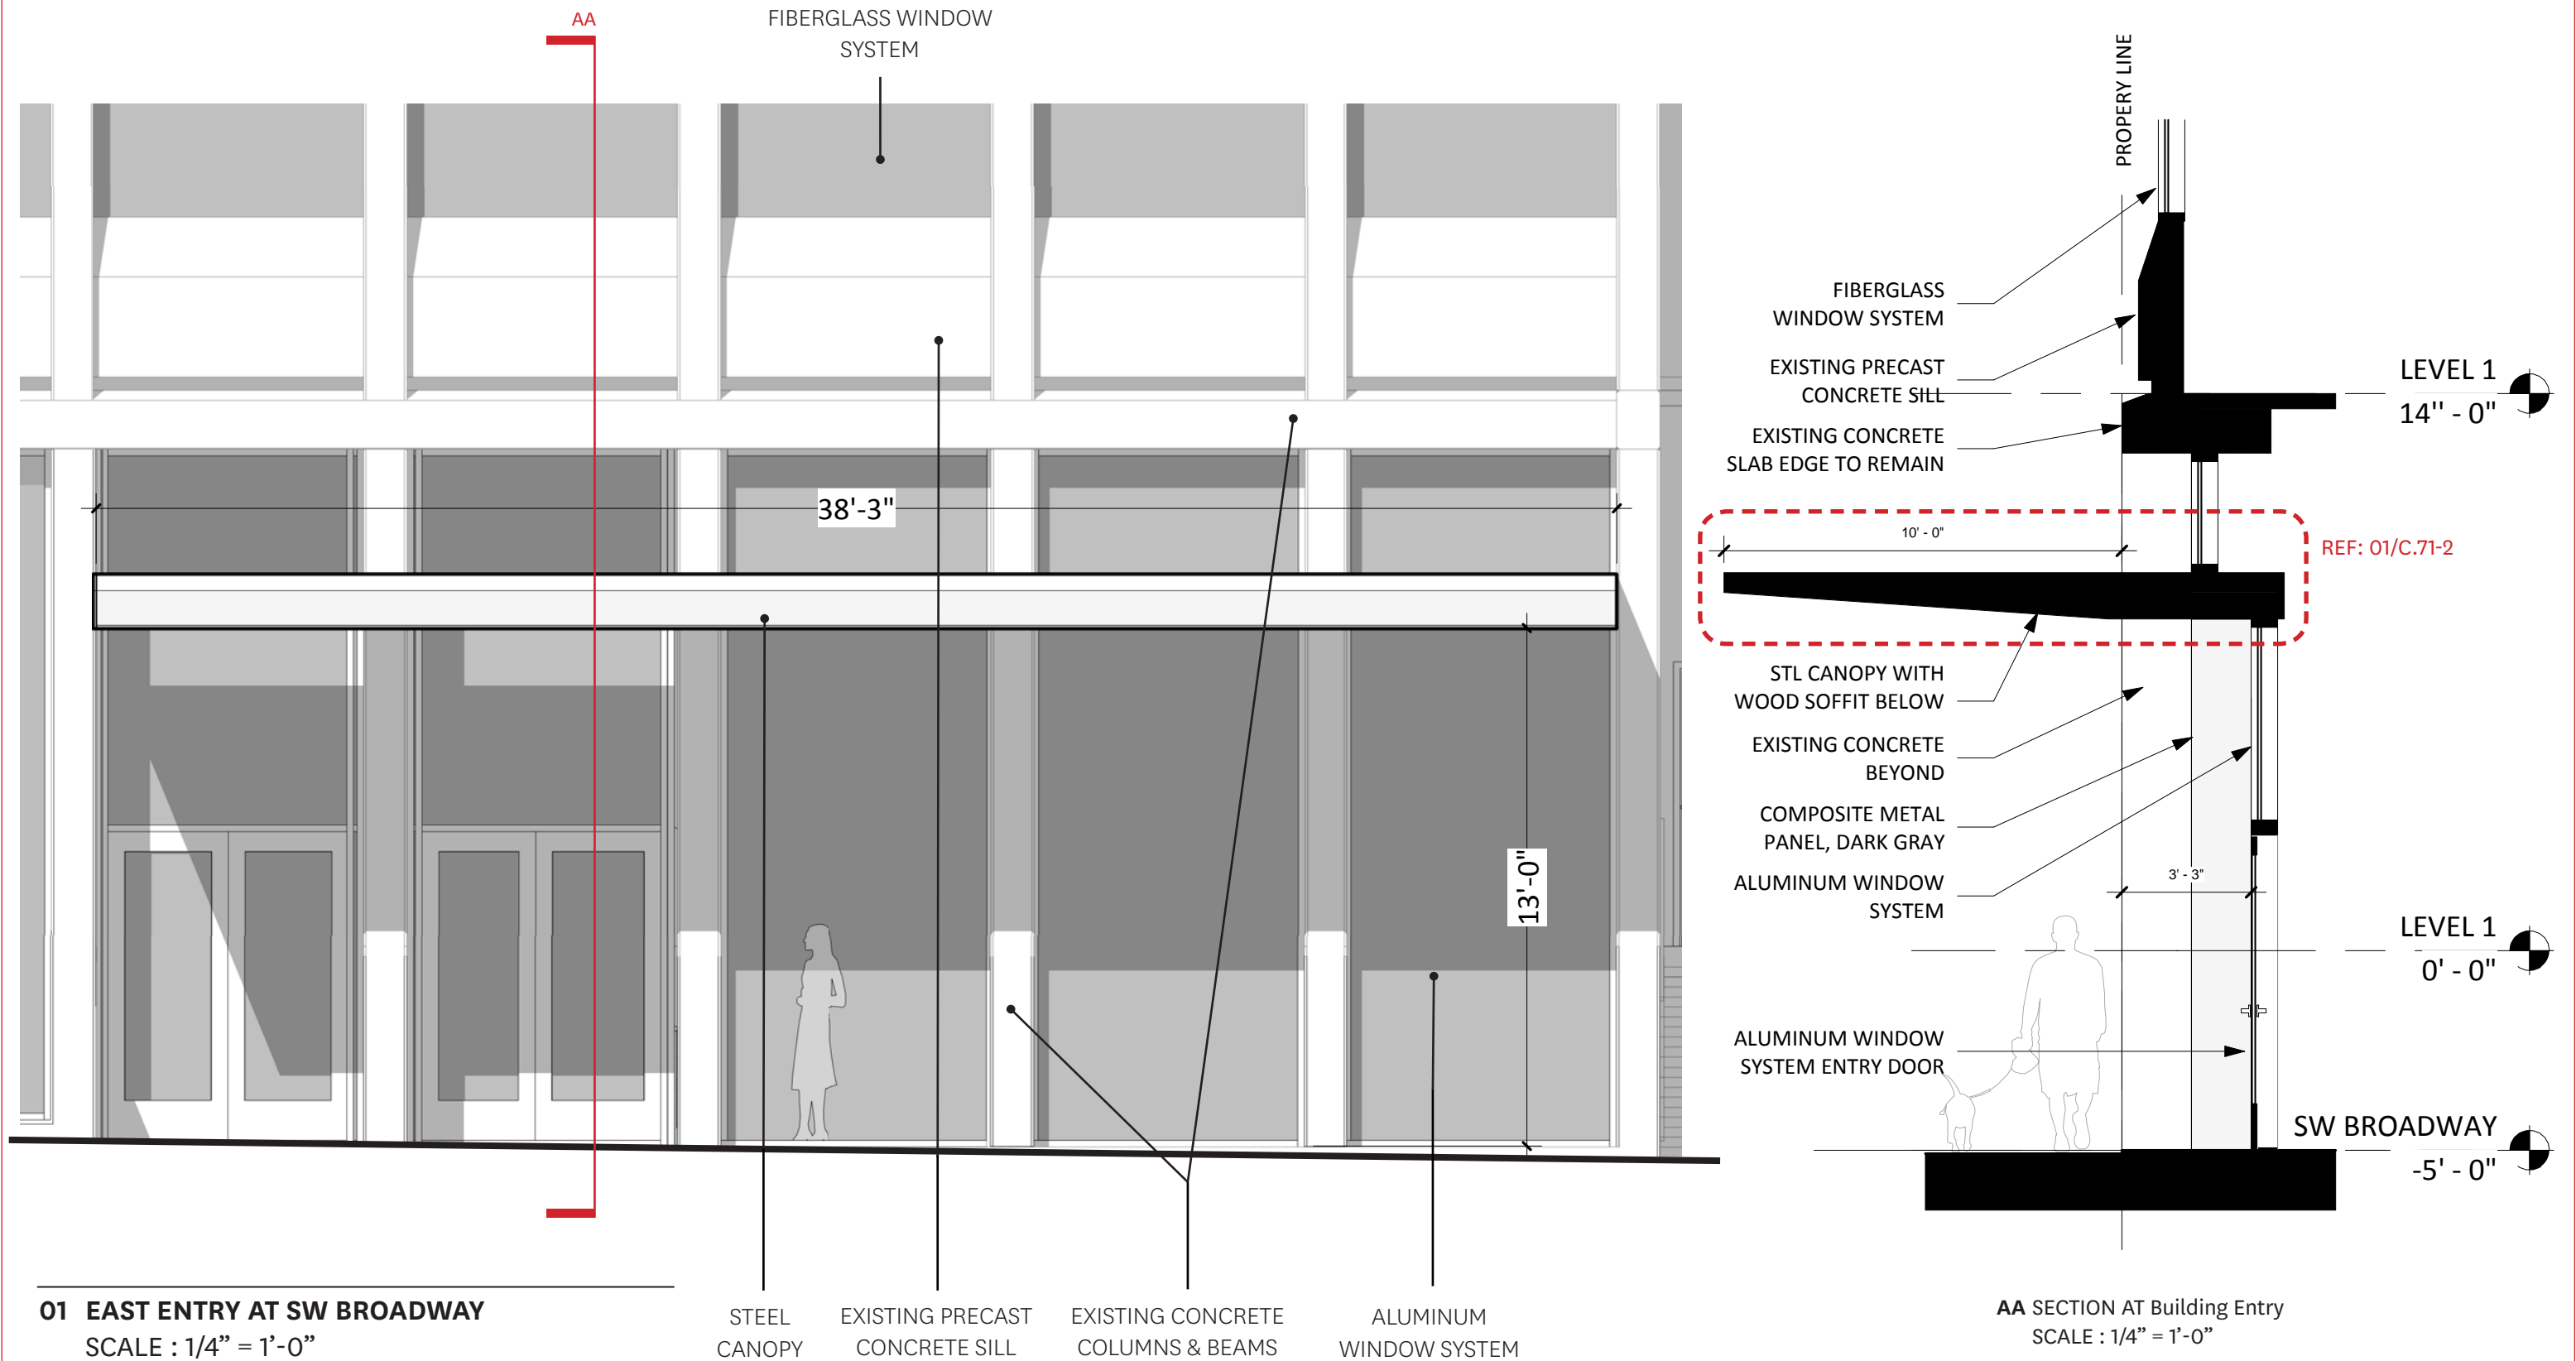 AA
FIBERGLASS WINDOW
SYSTEM
38'-3"
13'-0"
STEEL
CANOPY
EXISTING PRECAST
CONCRETE SILL
EXISTING CONCRETE
COLUMNS & BEAMS
ALUMINUM
WINDOW SYSTEM
01 EAST ENTRY AT SW BROADWAY
SCALE : 1/4” = 1’-0”
PROPERY LINE
FIBERGLASS
WINDOW SYSTEM
EXISTING PRECAST
CONCRETE SILL
EXISTING CONCRETE
SLAB EDGE TO REMAIN
10' - 0"
REF: 01/C.71-2
STL CANOPY WITH
WOOD SOFFIT BELOW
EXISTING CONCRETE
BEYOND
COMPOSITE METAL
PANEL, DARK GRAY
ALUMINUM WINDOW
SYSTEM
3' - 3"
ALUMINUM WINDOW
SYSTEM ENTRY DOOR
LEVEL 1
14'' - 0"
LEVEL 1
0' - 0"
SW BROADWAY
-5' - 0"
AA SECTION AT Building Entry
SCALE : 1/4” = 1’-0”